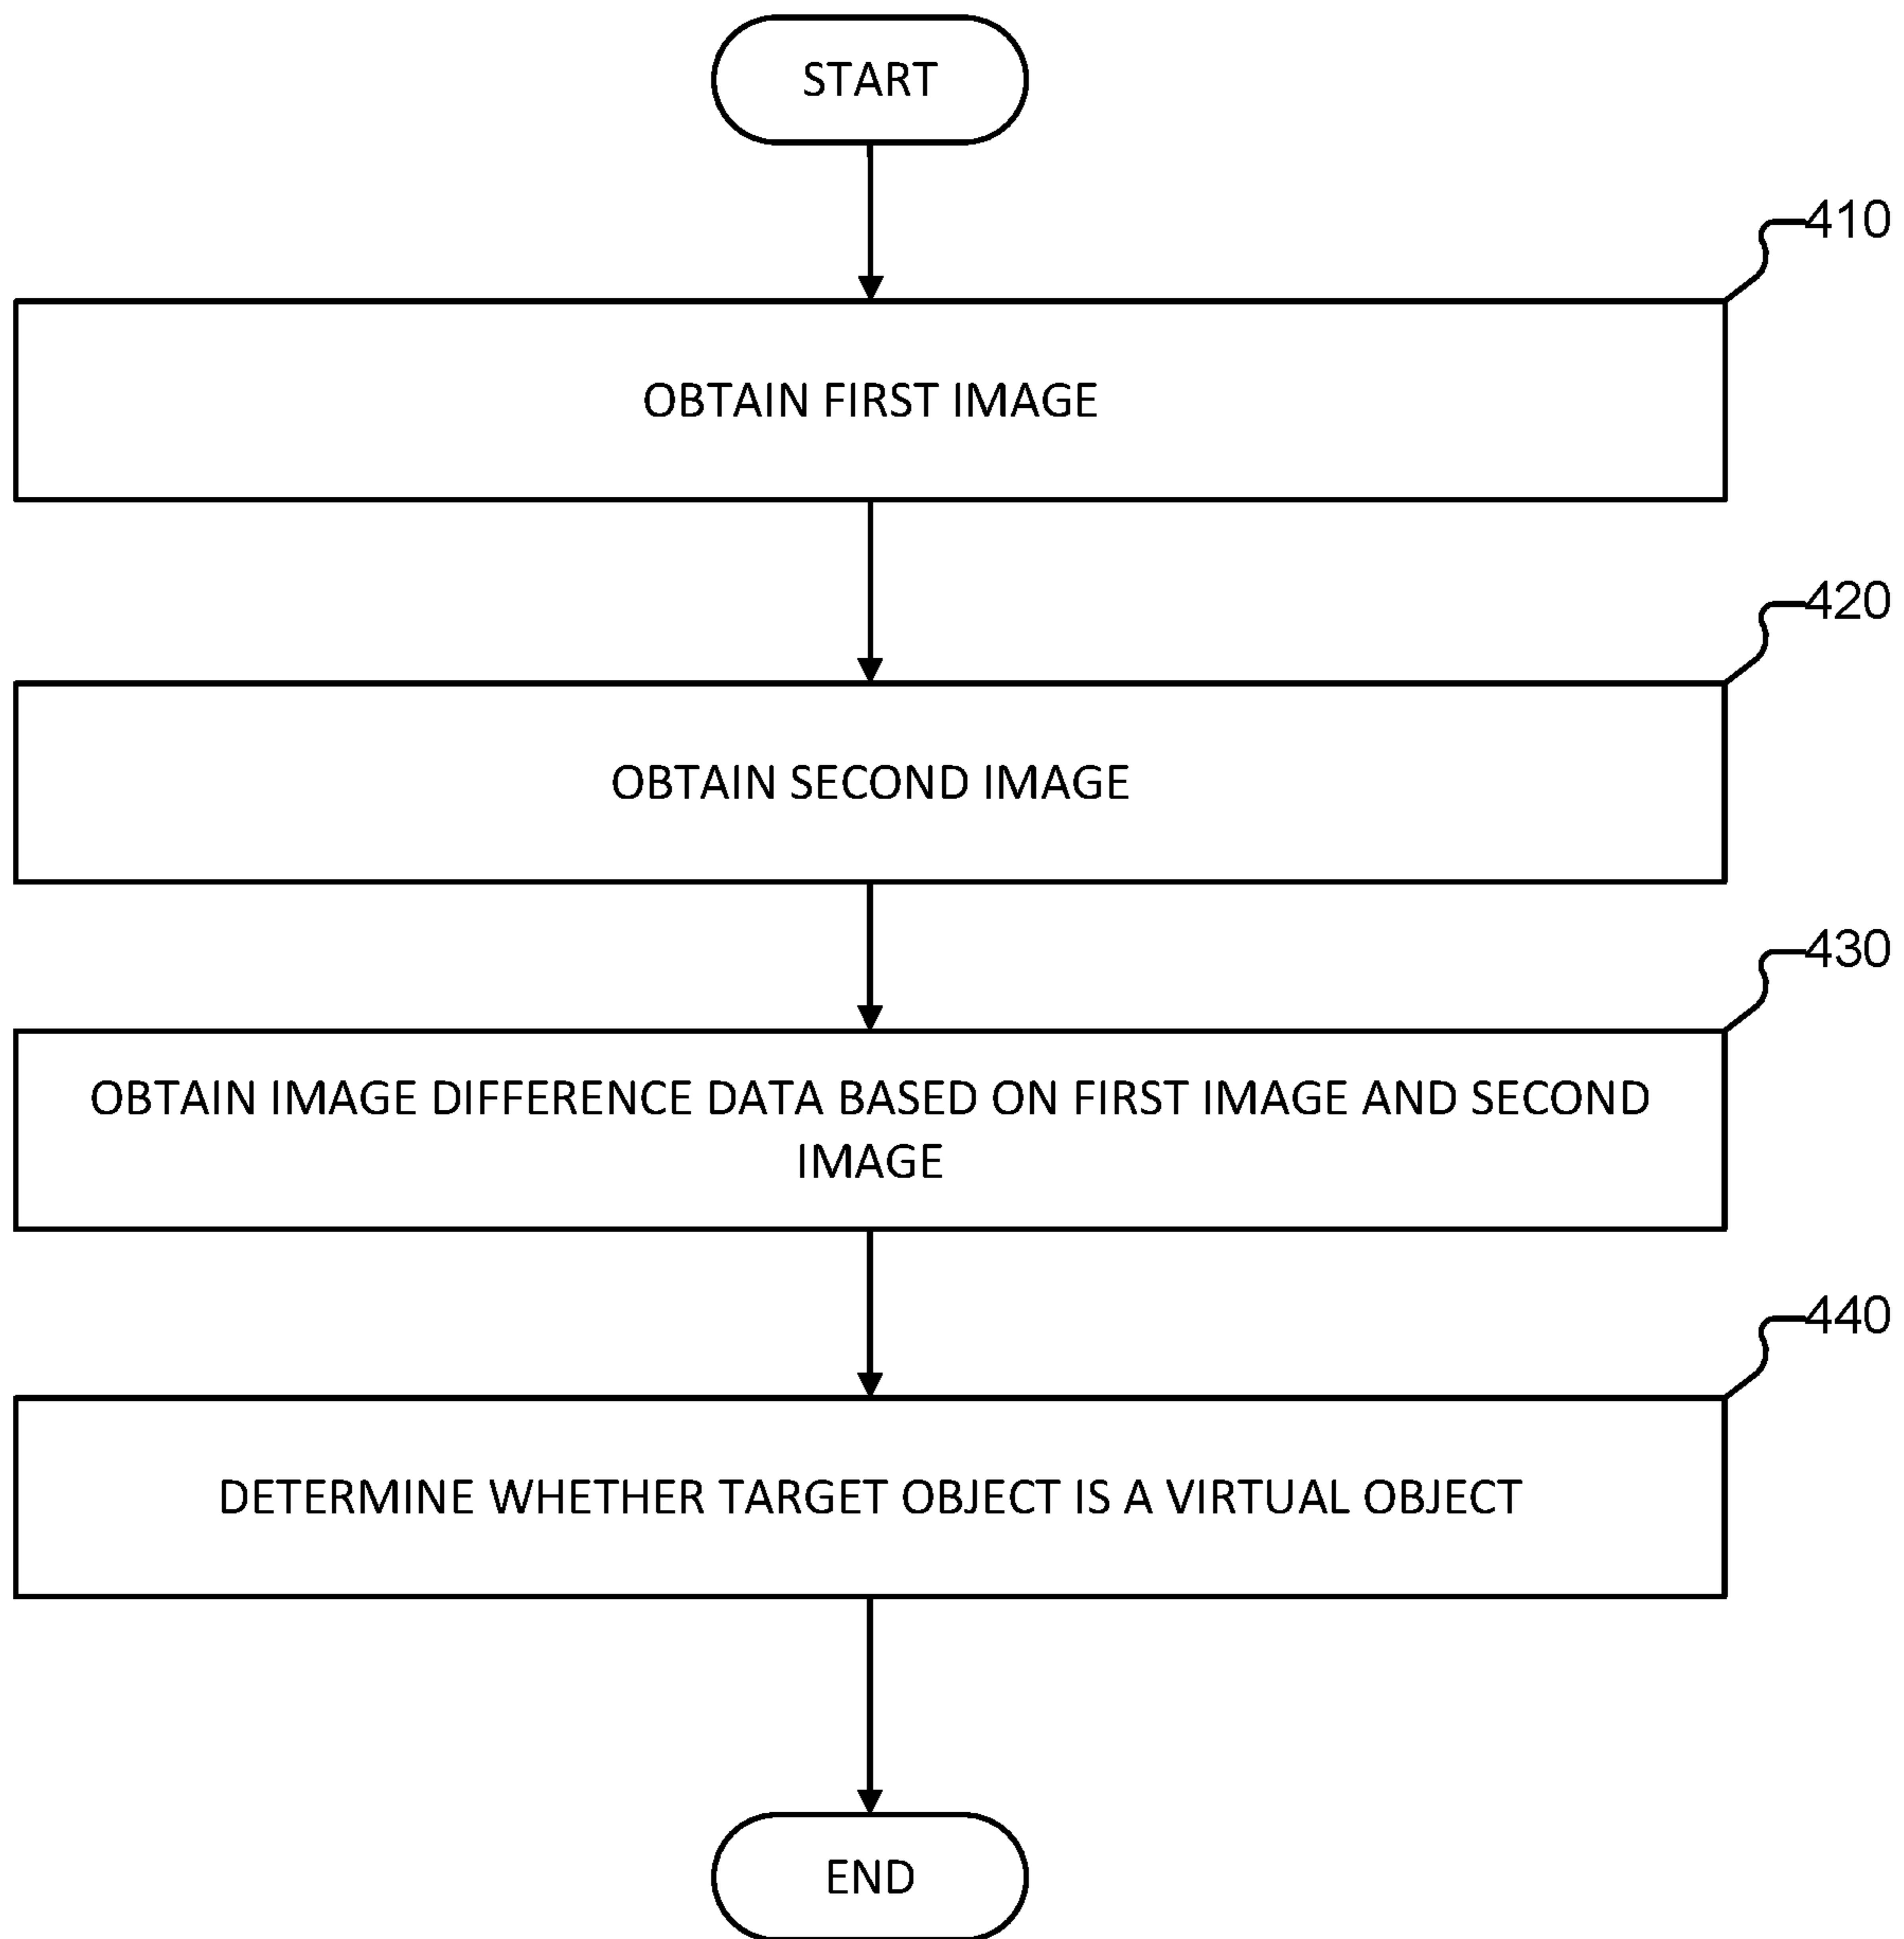 START
410
OBTAIN FIRST IMAGE
420
OBTAIN SECOND IMAGE
430
OBTAIN IMAGE DIFFERENCE DATA BASED ON FIRST IMAGE AND SECOND
IMAGE
440
DETERMINE WHETHER TARGET OBJECT IS A VIRTUAL OBJECT
END